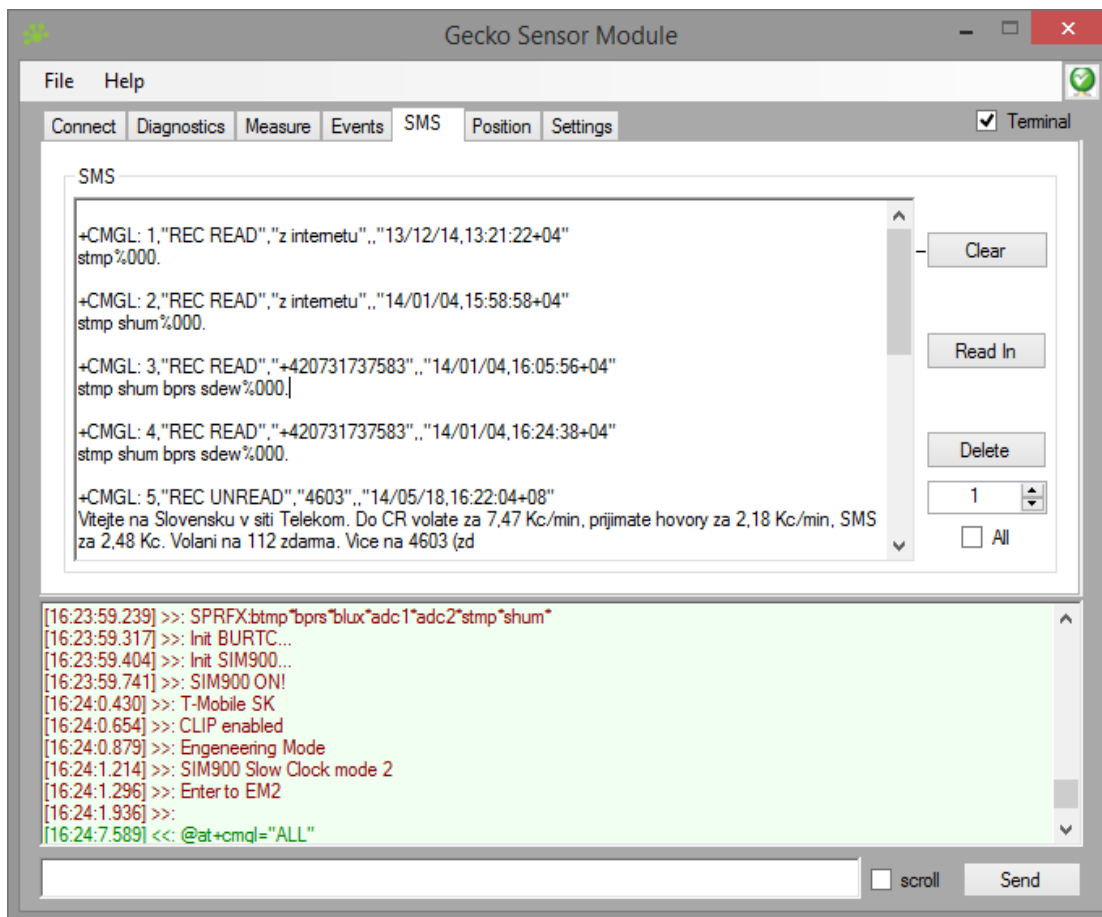 Gecko Sensor Module
File Help
Connect Diagnostics Measure Events SMS Position Settings Terminal
SMS
+CMGL: 1,"REC READ","z internetu",,"13/12/14,13:21:22+04"
stmp%000.
+CMGL: 2,"REC READ","z internetu",,"14/01/04,15:58:58+04"
stmp shum%000.
+CMGL: 3,"REC READ","+420731737583",,"14/01/04,16:05:56+04"
stmp shum bprs sdew%000.
+CMGL: 4,"REC READ","+420731737583",,"14/01/04,16:24:38+04"
stmp shum bprs sdew%000.
+CMGL: 5,"REC UNREAD","4603",,"14/05/18,16:22:04+08"
Vitejte na Slovensku v siti Telekom. Do CR volate za 7,47 Kc/min, prijimate hovory za 2,18 Kc/min, SMS
za 2,48 Kc. Volani na 112 zdarma. Vice na 4603 (zd
Clear
Read In
Delete
1
All
[16:23:59.239] >>: SPRFX:btmp*bprs*blux*adc1*adc2*stmp*shum*
[16:23:59.317] >>: Init BURTC...
[16:23:59.404] >>: Init SIM900...
[16:23:59.741] >>: SIM900 ON!
[16:24:0.430] >>: T-Mobile SK
[16:24:0.654] >>: CLIP enabled
[16:24:0.879] >>: Engeneering Mode
[16:24:1.214] >>: SIM900 Slow Clock mode 2
[16:24:1.296] >>: Enter to EM2
[16:24:1.936] >>:
[16:24:7.589] <<: @at+cmgl="ALL"
scroll Send